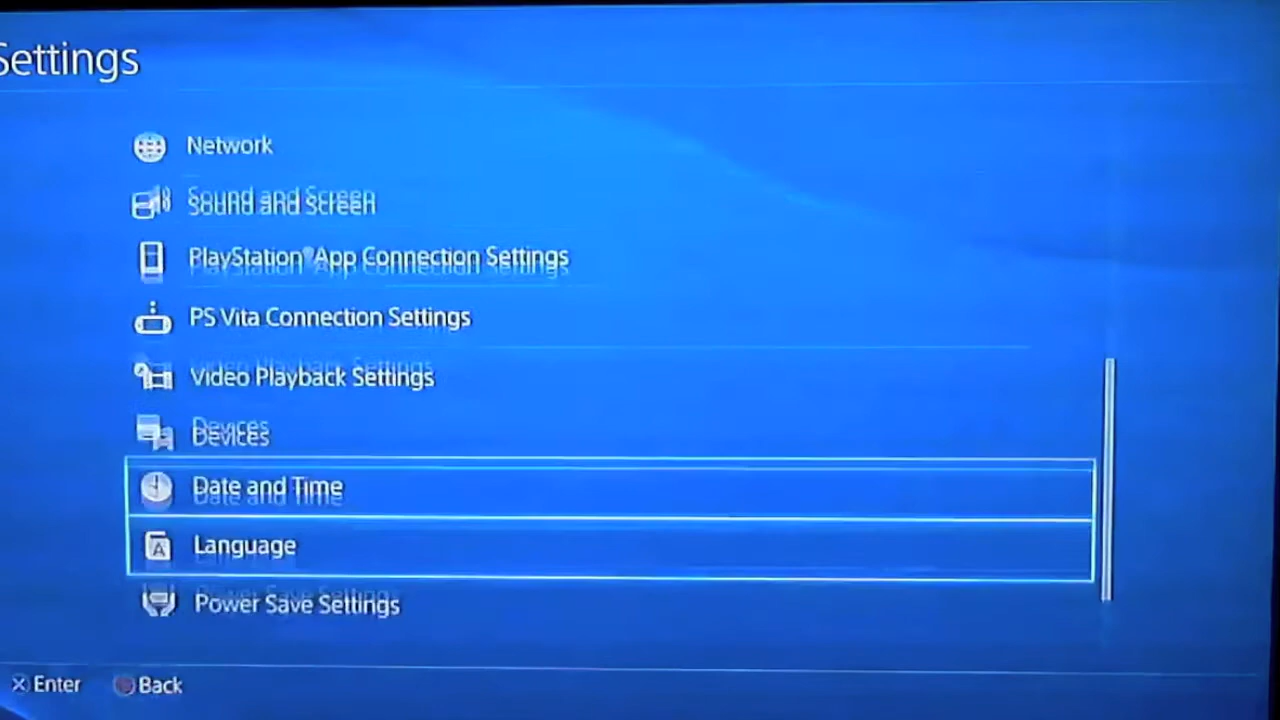 Settings
Network
Sound and Screen
PlayStation®App Connection Settings
PS Vita Connection Settings
Video Playback Settings
Devices
Date and Time
Language
Power Save Settings
Enter
Back